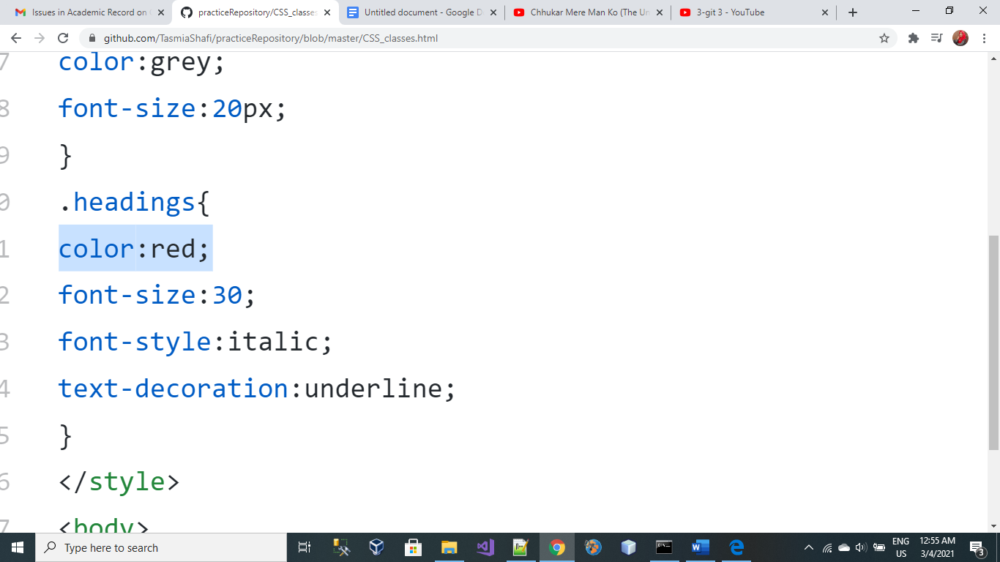 Issues in Academic Record on
practiceRepository/CSS_classes
Untitled document - Google D
Chhukar Mere Man Ko (The Un
3-git 3 - YouTube
github.com/TasmiaShafi/practiceRepository/blob/master/CSS_classes.html
7 color:grey;
8 font-size:20px;
9 }
0 .headings{
1 color:red;
2 font-size:30;
3 font-style:italic;
4 text-decoration:underline;
5 }
6 </style>
7 <body>
Type here to search
ENG
US
12:55 AM
3/4/2021
3